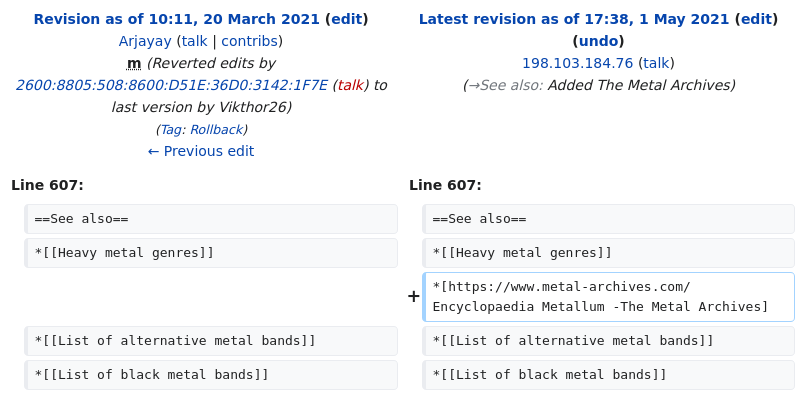 Revision as of 10:11, 20 March 2021 (edit)
Arjayay (talk | contribs)
m (Reverted edits by
2600:8805:508:8600:D51E:36D0:3142:1F7E (talk) to
last version by Vikthor26)
(Tag: Rollback)
← Previous edit
Latest revision as of 17:38, 1 May 2021 (edit)
(undo)
198.103.184.76 (talk)
(→See also: Added The Metal Archives)
Line 607:
Line 607:
==See also==
==See also==
*[[Heavy metal genres]]
*[[Heavy metal genres]]
+
*[https://www.metal-archives.com/
Encyclopaedia Metallum -The Metal Archives]
*[[List of alternative metal bands]]
*[[List of alternative metal bands]]
*[[List of black metal bands]]
*[[List of black metal bands]]